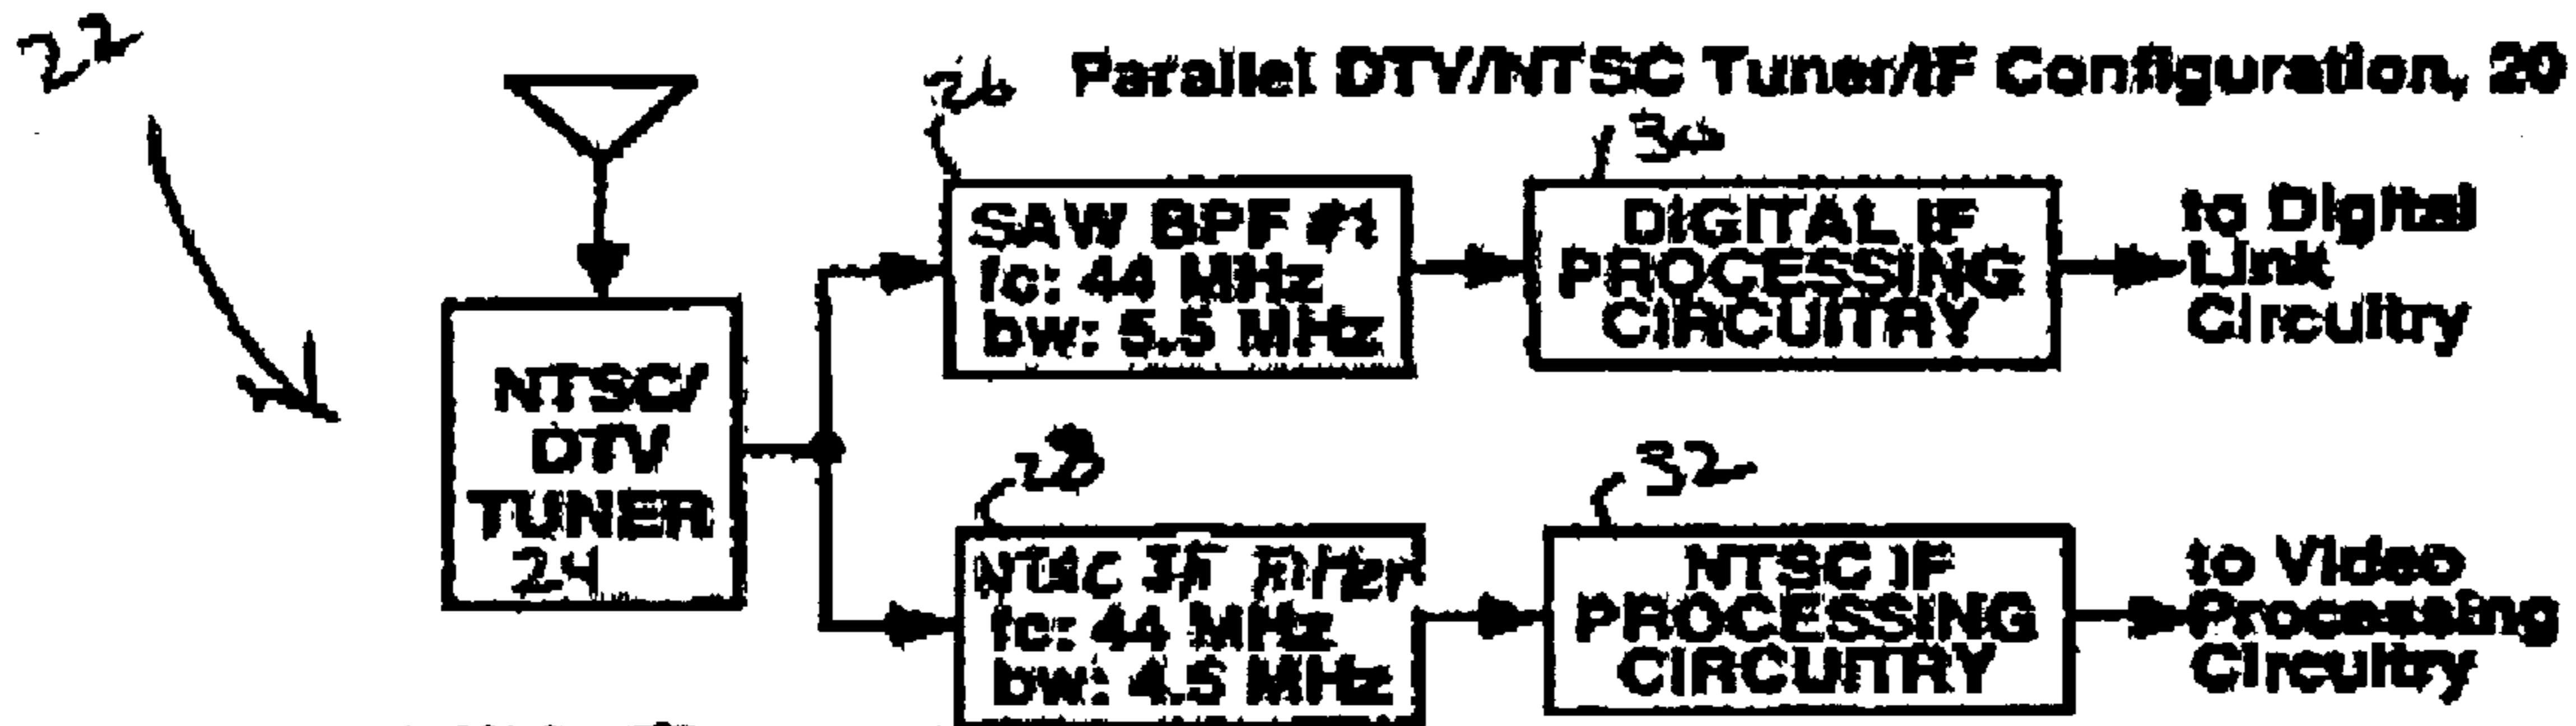 22
26 Parallel DTV/NTSC Tuner/IF Configuration, 20
30
SAW BPF #1
fc: 44 MHz
bw: 5.5 MHz
DIGITAL IF
PROCESSING
CIRCUITRY
to Digital
Link
Circuitry
NTSC/
DTV
TUNER
24
28
32
NTSC IF Filter
fc: 44 MHz
bw: 4.5 MHz
NTSC IF
PROCESSING
CIRCUITRY
to Video
Processing
Circuitry